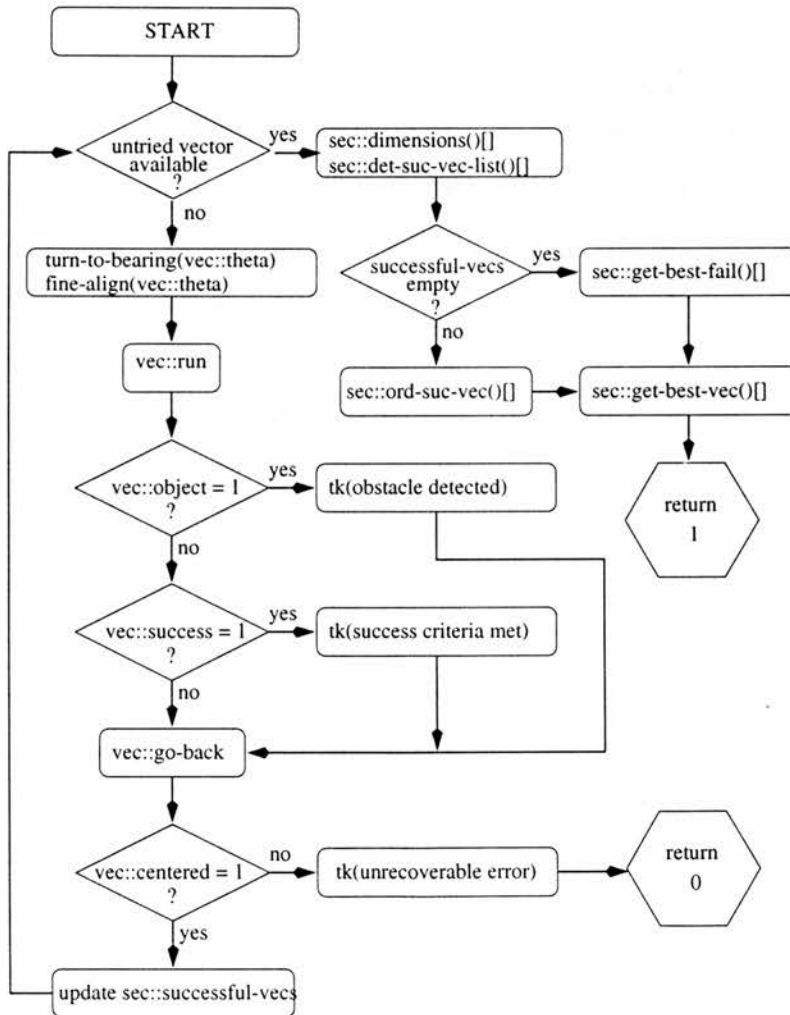 START
untried vector
available
?
yes
no
sec::dimensions()[]
sec::det-suc-vec-list()[]
turn-to-bearing(vec::theta)
fine-align(vec::theta)
successful-vecs
empty
?
yes
no
sec::get-best-fail()[]
vec::run
sec::ord-suc-vec()[]
sec::get-best-vec()[]
vec::object = 1
?
yes
no
tk(obstacle detected)
return
1
vec::success = 1
?
yes
no
tk(success criteria met)
vec::go-back
vec::centered = 1
?
no
yes
tk(unrecoverable error)
return
0
update sec::successful-vecs